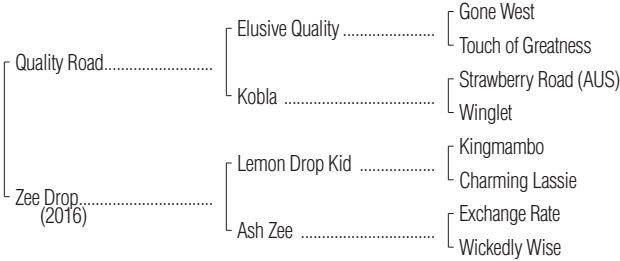 Gone West
Elusive Quality ....................
Touch of Greatness
Quality Road........................
Strawberry Road (AUS)
Kobla .................................
Winglet
Kingmambo
Lemon Drop Kid .................
Charming Lassie
Zee Drop.............................
(2016)
Exchange Rate
Ash Zee .............................
Wickedly Wise